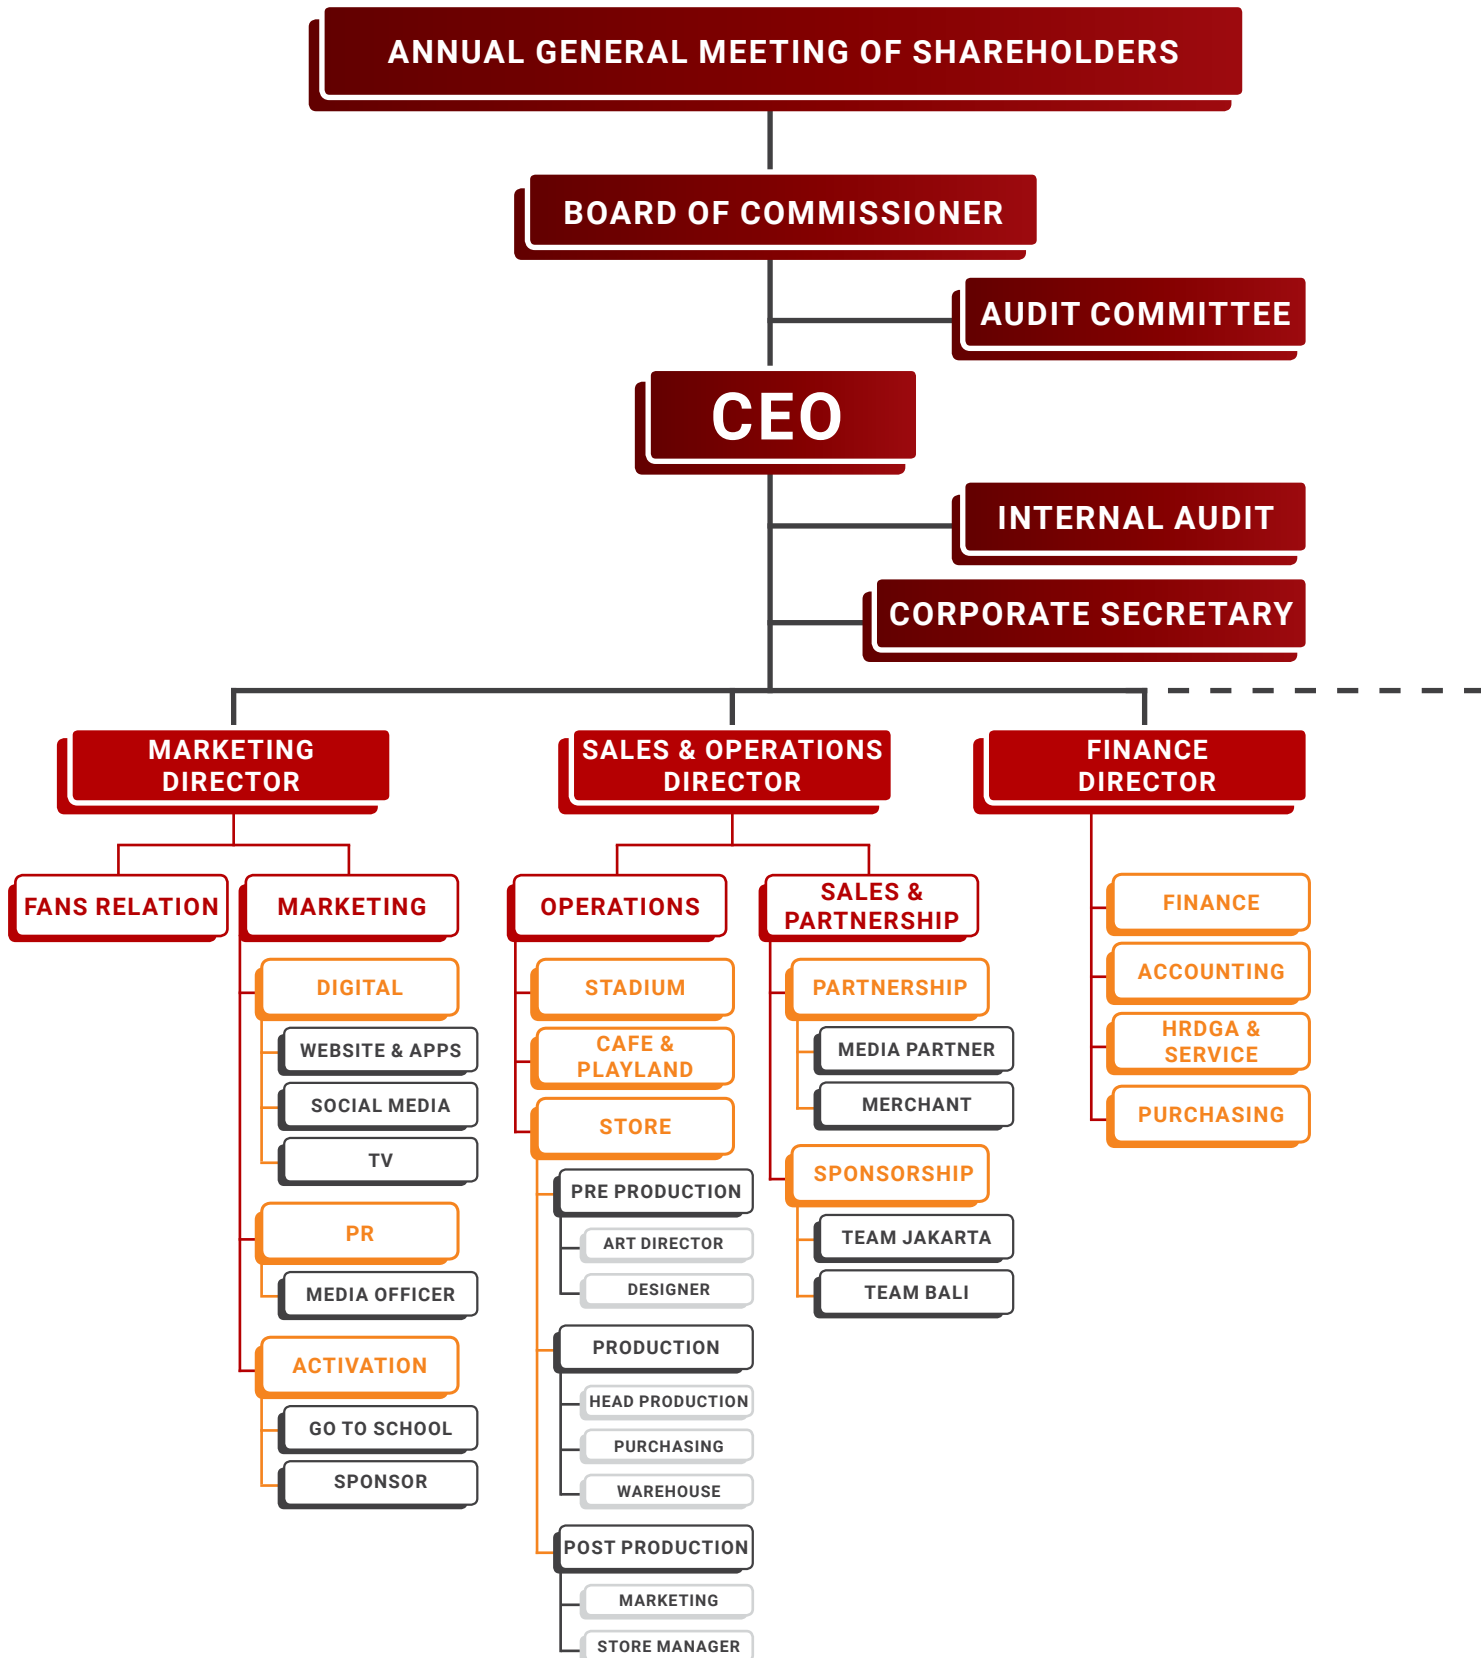 ANNUAL GENERAL MEETING OF SHAREHOLDERS
BOARD OF COMMISSIONER
AUDIT COMMITTEE
CEO
INTERNAL AUDIT
CORPORATE SECRETARY
MARKETING
DIRECTOR
FANS RELATION
MARKETING
DIGITAL
WEBSITE & APPS
SOCIAL MEDIA
TV
PR
MEDIA OFFICER
ACTIVATION
GO TO SCHOOL
SPONSOR
SALES & OPERATIONS
DIRECTOR
OPERATIONS
STADIUM
CAFE &
PLAYLAND
STORE
PRE PRODUCTION
ART DIRECTOR
DESIGNER
PRODUCTION
HEAD PRODUCTION
PURCHASING
WAREHOUSE
POST PRODUCTION
MARKETING
STORE MANAGER
SALES &
PARTNERSHIP
PARTNERSHIP
MEDIA PARTNER
MERCHANT
SPONSORSHIP
TEAM JAKARTA
TEAM BALI
FINANCE
DIRECTOR
FINANCE
ACCOUNTING
HRDGA &
SERVICE
PURCHASING